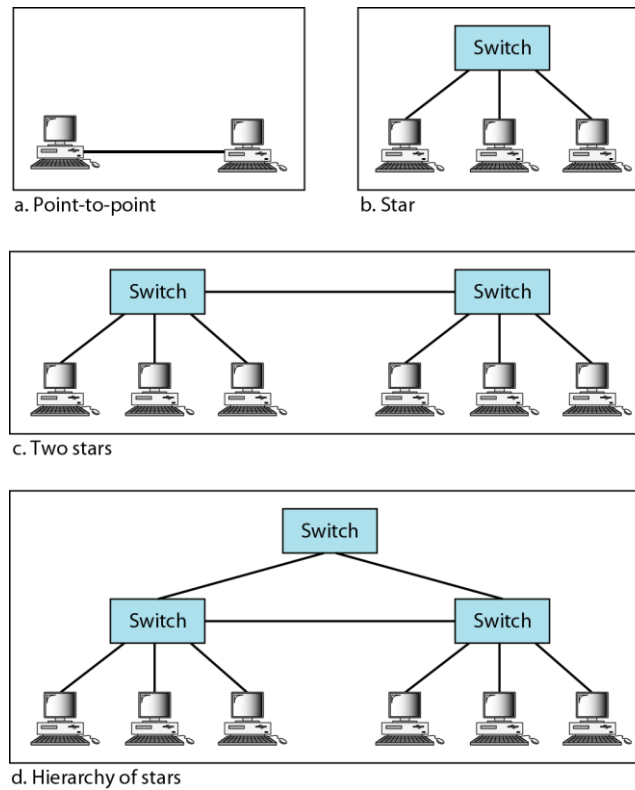 Switch
a. Point-to-point
b. Star
Switch
Switch
c. Two stars
Switch
Switch
Switch
d. Hierarchy of stars